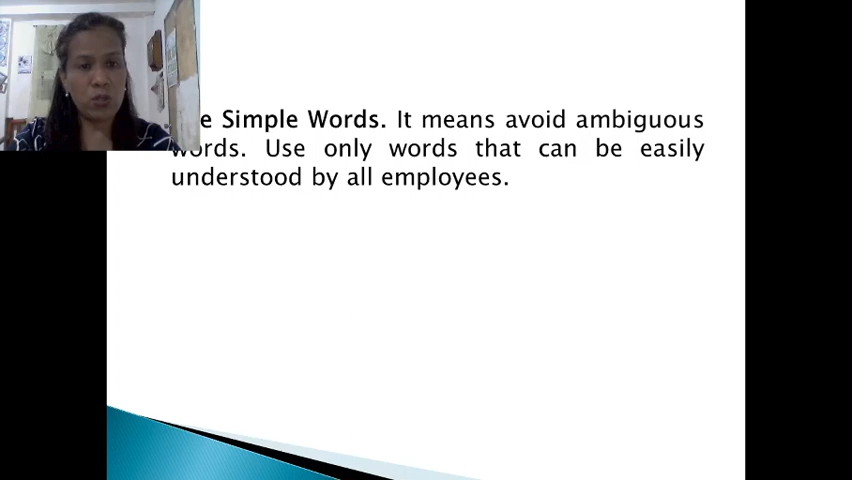 e Simple Words. It means avoid ambiguous
words. Use only words that can be easily
understood by all employees.